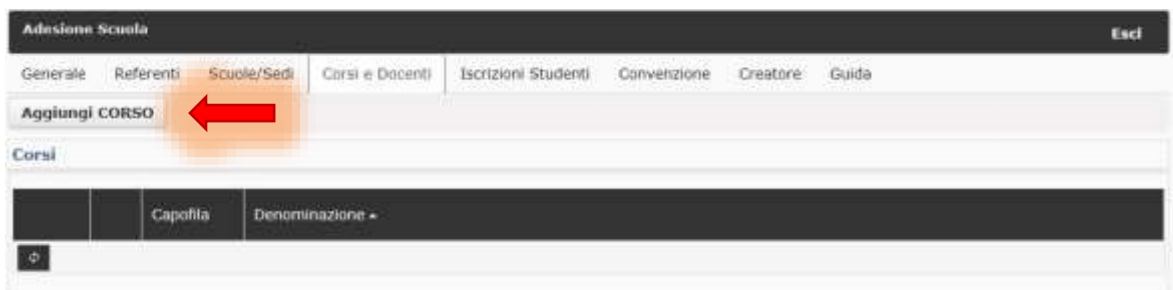 Adesione Scuola Esci
Generale Referenti Scuole/Sedi Corsi e Docenti Iscrizioni Studenti Convenzione Creatore Guida
Aggiungi CORSO
Corsi
Capofila Denominazione